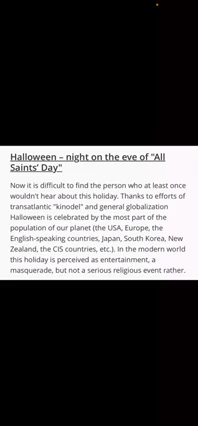 Halloween – night on the eve of "All
Saints' Day"
Now it is difficult to find the person who at least once
wouldn't hear about this holiday. Thanks to efforts of
transatlantic "kinodel" and general globalization
Halloween is celebrated by the most part of the
population of our planet (the USA, Europe, the
English-speaking countries, Japan, South Korea, New
Zealand, the CIS countries, etc.). In the modern world
this holiday is perceived as entertainment, a
masquerade, but not a serious religious event rather.